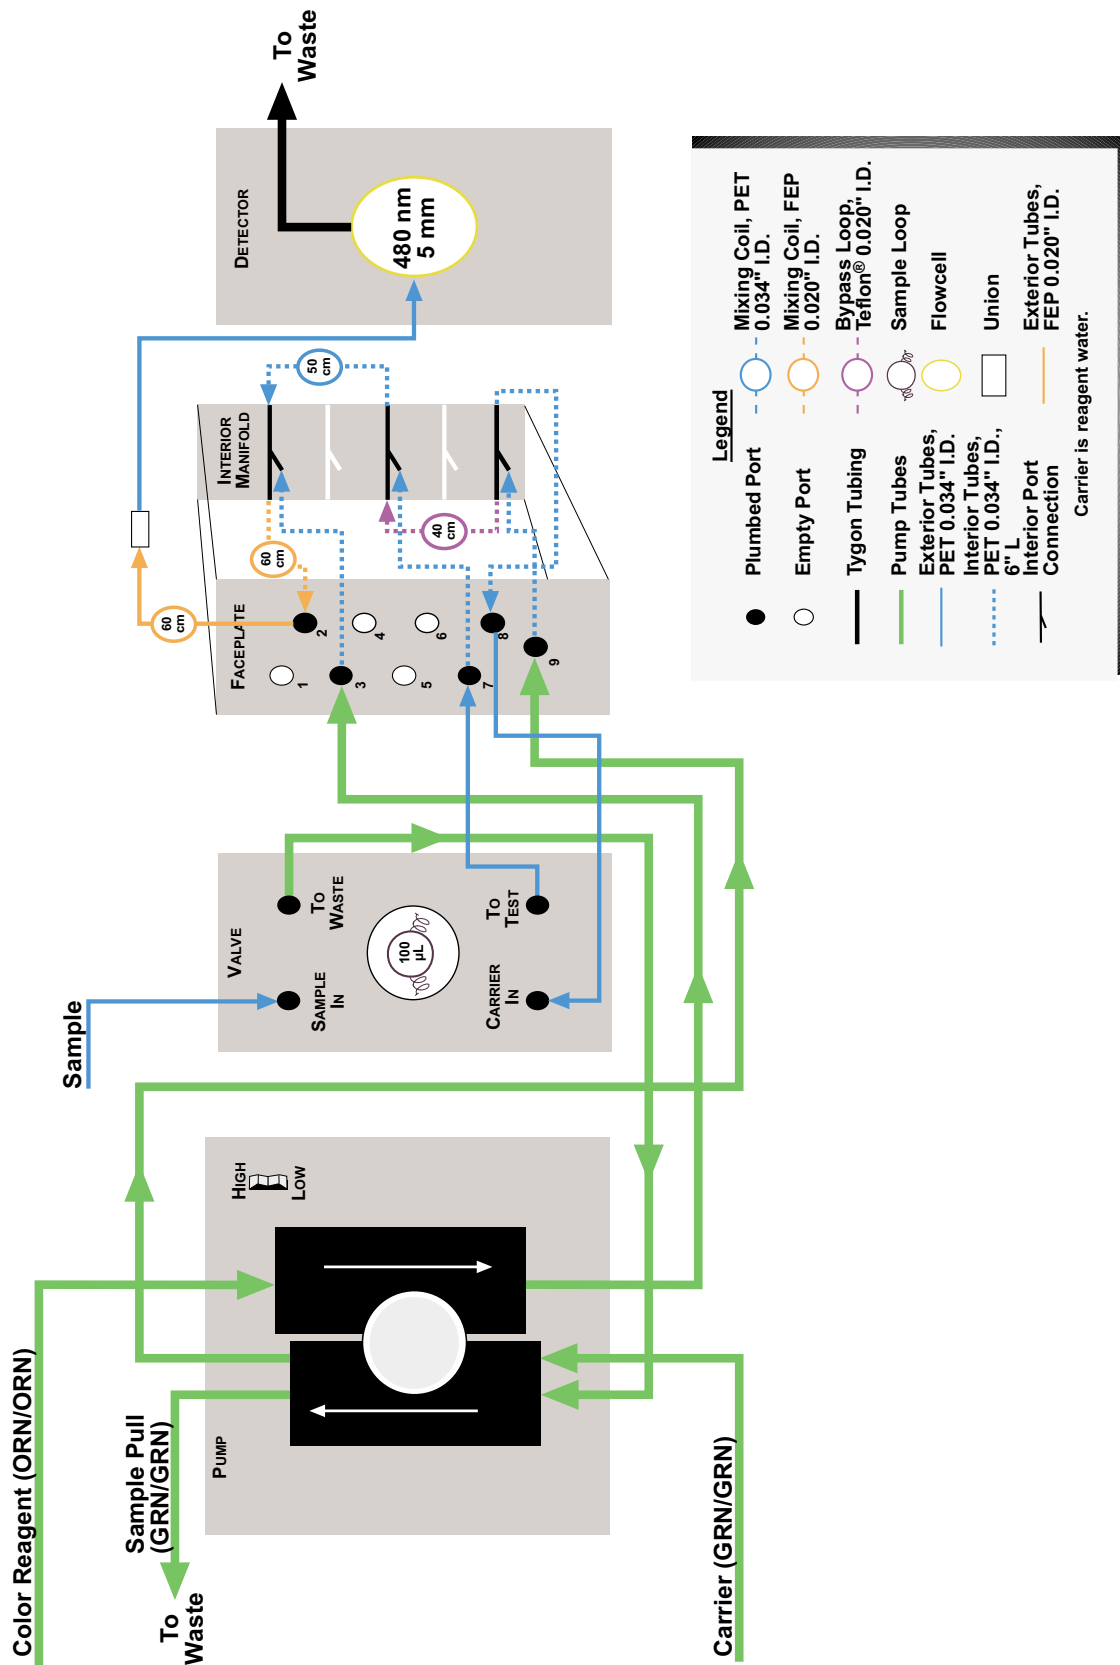 Color Reagent (ORN/ORN)
Sample Pull
(GRN/GRN)
To
Waste
Carrier (GRN/GRN)
PUMP
HIGH
LOW
Sample
VALVE
SAMPLE
IN
TO
WASTE
100
µL
CARRIER
IN
TO
TEST
FACEPLATE
1
2
3
4
5
6
7
8
9
60
cm
60
cm
INTERIOR
MANIFOLD
40
cm
50
cm
DETECTOR
480 nm
5 mm
To
Waste
Legend
Plumbed Port
Empty Port
Tygon Tubing
Pump Tubes
Exterior Tubes,
PET 0.034" I.D.
Interior Tubes,
PET 0.034" I.D.,
6" L
Interior Port
Connection
Mixing Coil, PET
0.034" I.D.
Mixing Coil, FEP
0.020" I.D.
Bypass Loop,
Teflon® 0.020" I.D.
Sample Loop
Flowcell
Union
Exterior Tubes,
FEP 0.020" I.D.
Carrier is reagent water.